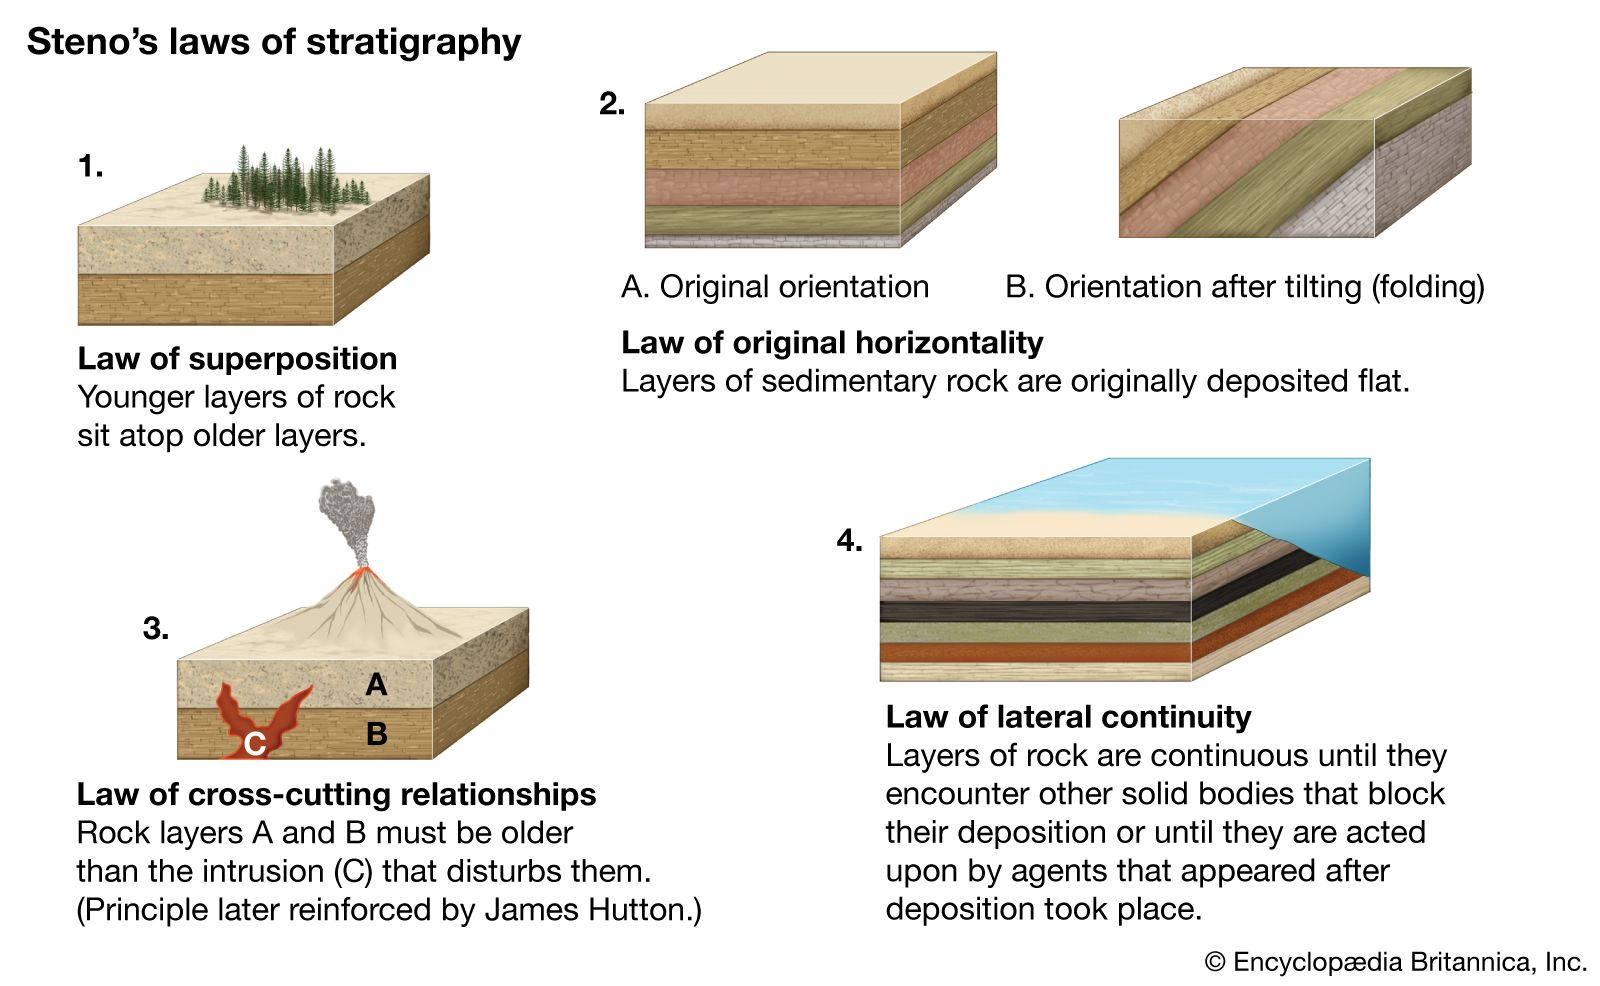 Steno’s laws of stratigraphy
1.
Law of superposition
Younger layers of rock
sit atop older layers.
2.
A. Original orientation
B. Orientation after tilting (folding)
Law of original horizontality
Layers of sedimentary rock are originally deposited flat.
3.
A
B
C
Law of cross-cutting relationships
Rock layers A and B must be older
than the intrusion (C) that disturbs them.
(Principle later reinforced by James Hutton.)
4.
Law of lateral continuity
Layers of rock are continuous until they
encounter other solid bodies that block
their deposition or until they are acted
upon by agents that appeared after
deposition took place.
© Encyclopædia Britannica, Inc.